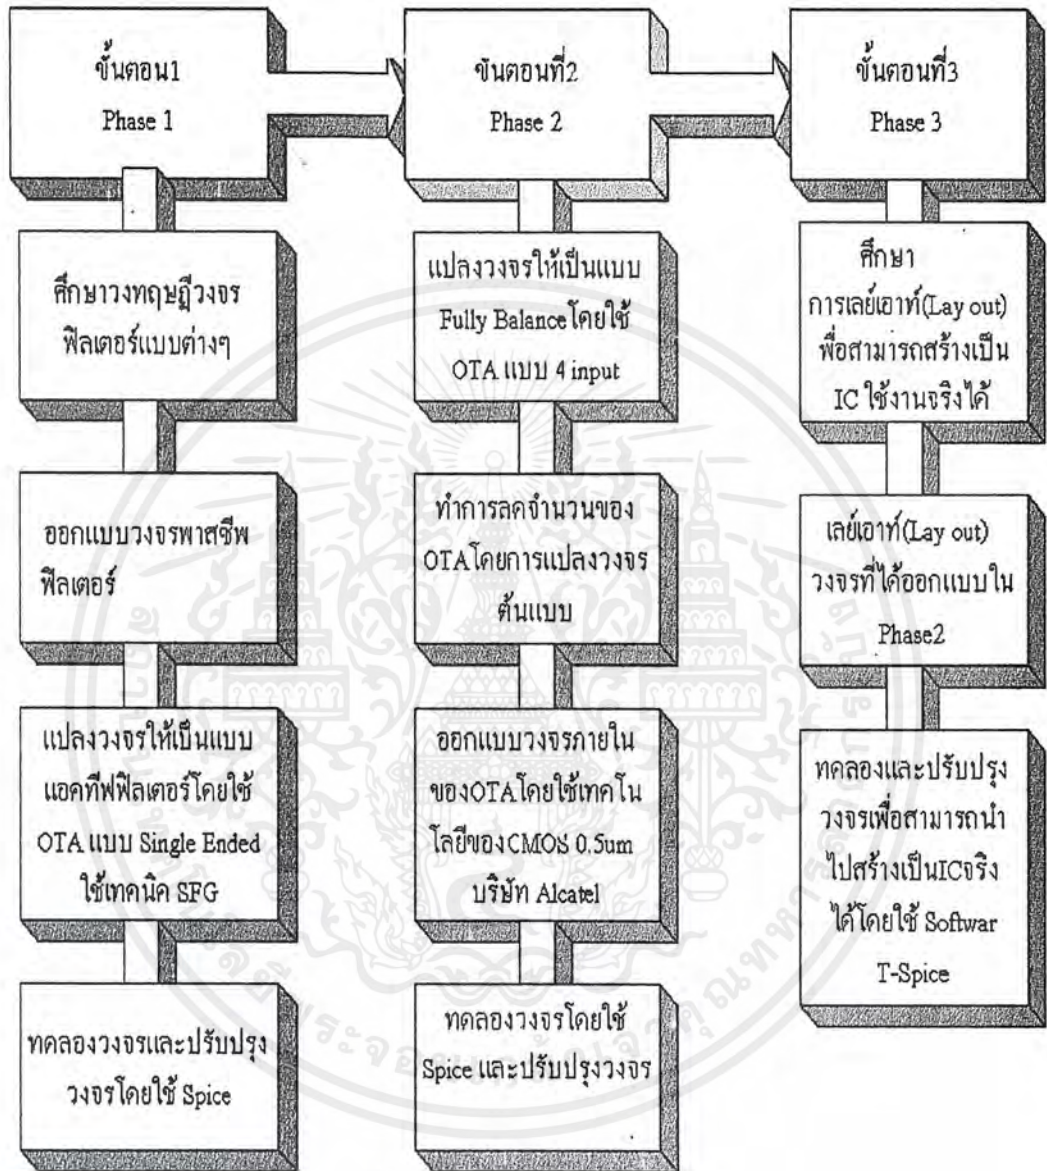 ขั้นตอน1
Phase 1
ขั้นตอนที่2
Phase 2
ขั้นตอนที่3
Phase 3
ศึกษาวงทฤษฎีวงจร
ฟิลเตอร์แบบต่างๆ
ออกแบบวงจรพาสซีพ
ฟิลเตอร์
แปลงวงจรให้เป็นแบบ
แอคทีฟฟิลเตอร์โดยใช้
OTA แบบ Single Ended
ใช้เทคนิค SFG
ทดลองวงจรและปรับปรุง
วงจรโดยใช้ Spice
แปลงวงจรให้เป็นแบบ
Fully Balance โดยใช้
OTA แบบ 4 input
ทำการลดจำนวนของ
OTAโดยการแปลงวงจร
ต้นแบบ
ออกแบบวงจรภายใน
ของOTAโดยใช้เทคโน
โลยีของCMOS 0.5um
บริษัท Alcatel
ทดลองวงจรโดยใช้
Spice และปรับปรุงวงจร
ศึกษา
การเลย์เอาท์(Lay out)
พื่อสามารถสร้างเป็น
IC ใช้งานจริงได้
เลย์เอาท์(Lay out)
วงจรที่ได้ออกแบบใน
Phase2
ทดลองและปรับปรุง
วงจรเพื่อสามารถนำ
ไปสร้างเป็นICจริง
ได้โดยใช้ Softwar
T-Spice